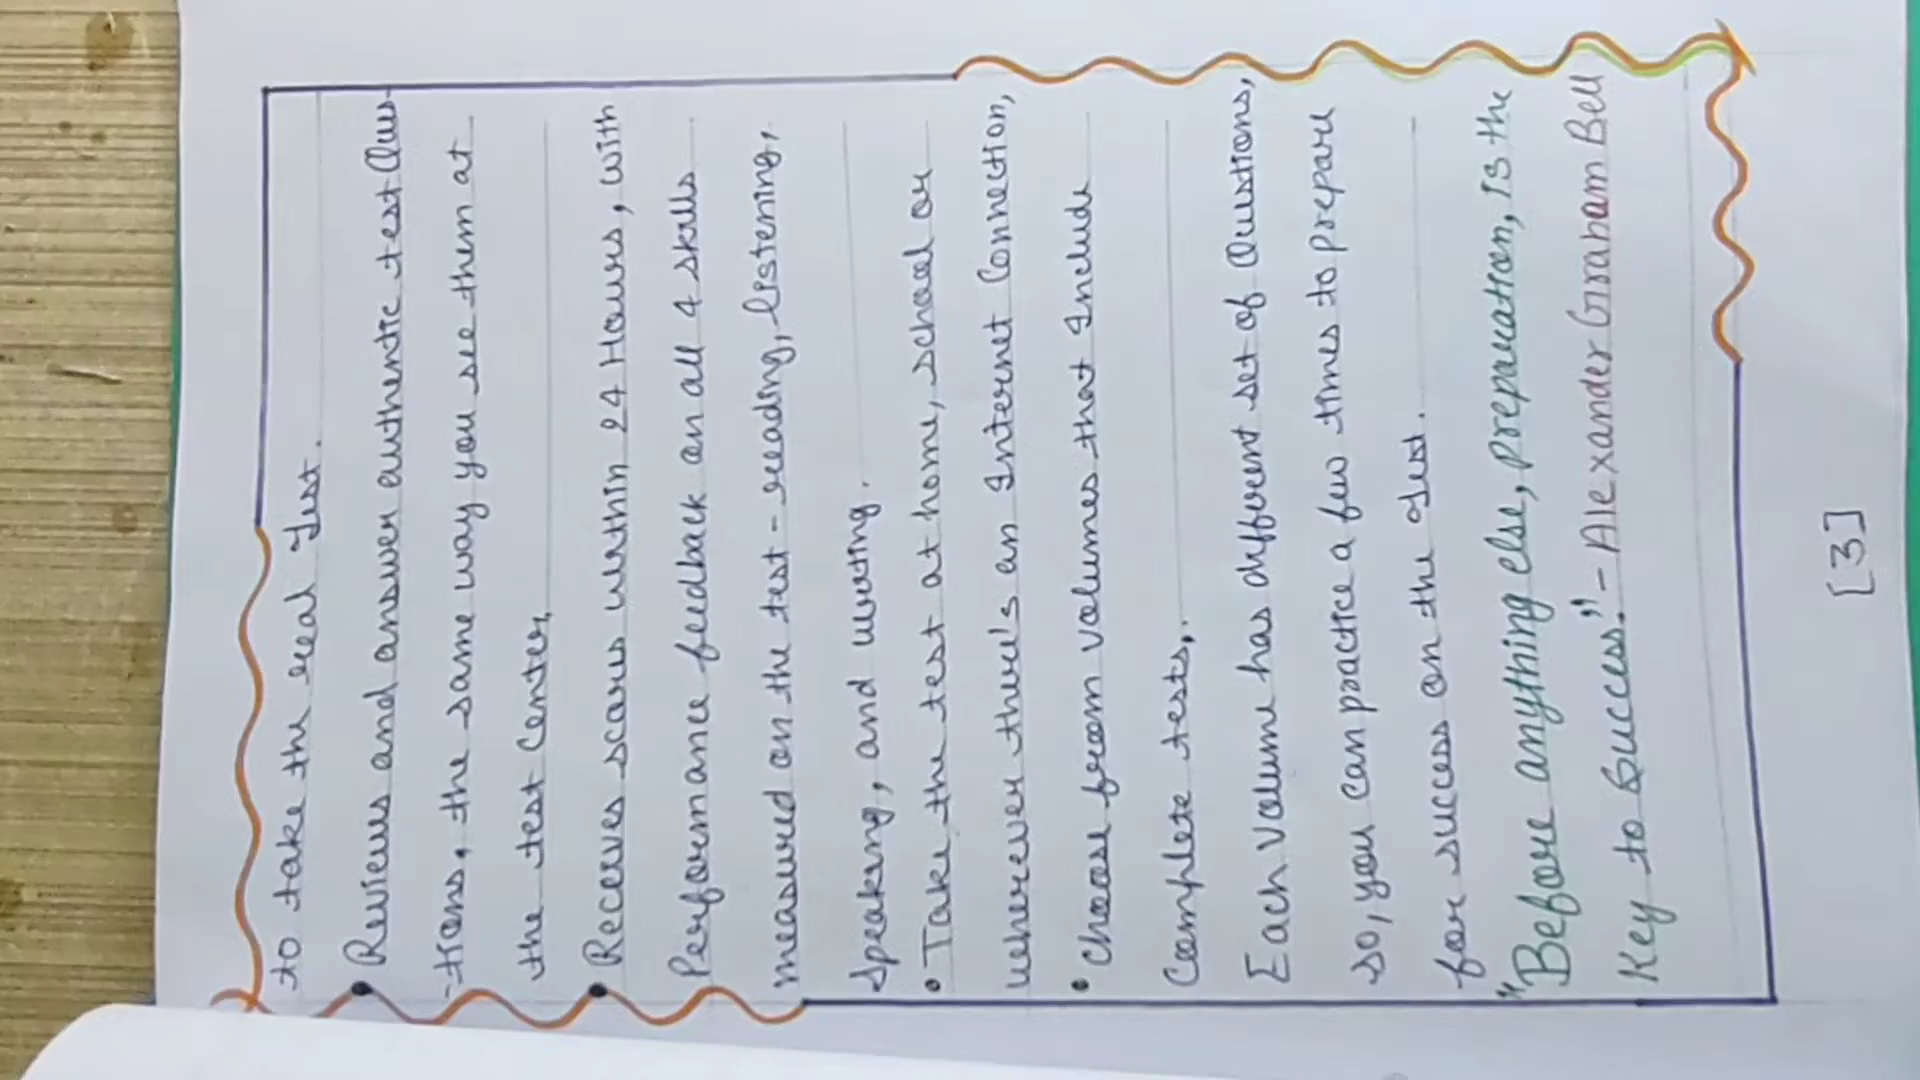 to take the real Test.
• Reviews and answer authentic test Ques-
-tions, the same way you see them at
the test center,
• Receives scores within 24 Hours, with
Performance feedback on all 4 skills
measured on the test - reading, listening,
speaking, and writing.
• Take the test at home, school or
wherever there's an Internet Connection,
• choose from volumes that Include
Complete tests,.
Each volume has different set of Questions,
so, you can practice a few times to prepare
for success on the Test.
"Before anything else, preparation, is the
Key to Success." - Alexander Graham Bell
[3]